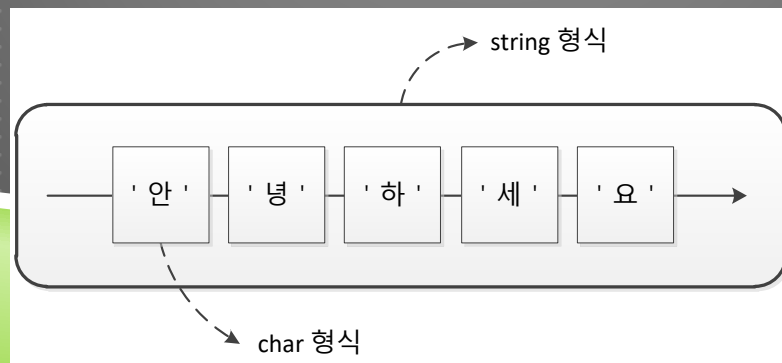 string 형식
' 안 ' ' 녕 ' ' 하 ' ' 세 ' ' 요 '
char 형식